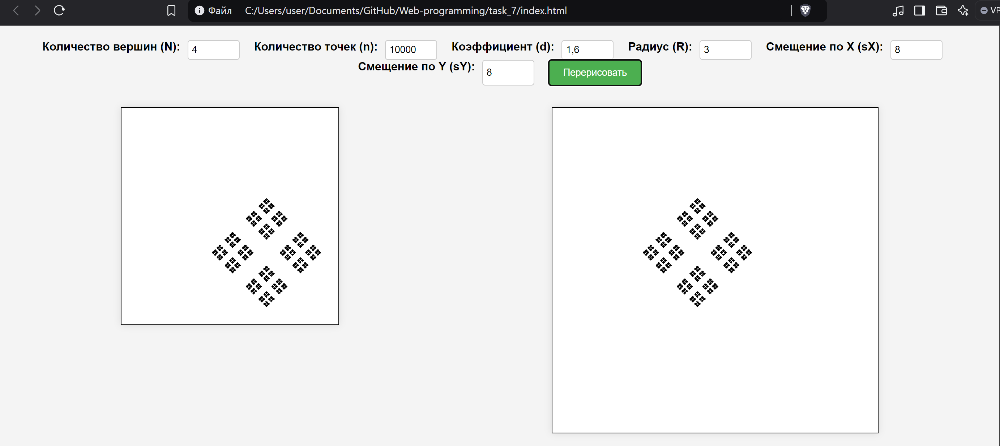 Файл C:/Users/user/Documents/GitHub/Web-programming/task_7/index.html VP
Количество вершин (N): 4 Количество точек (n): 10000 Коэффициент (d): 1,6 Радиус (R): 3 Смещение по X (sX): 8
Смещение по Y (sY): 8 Перерисовать